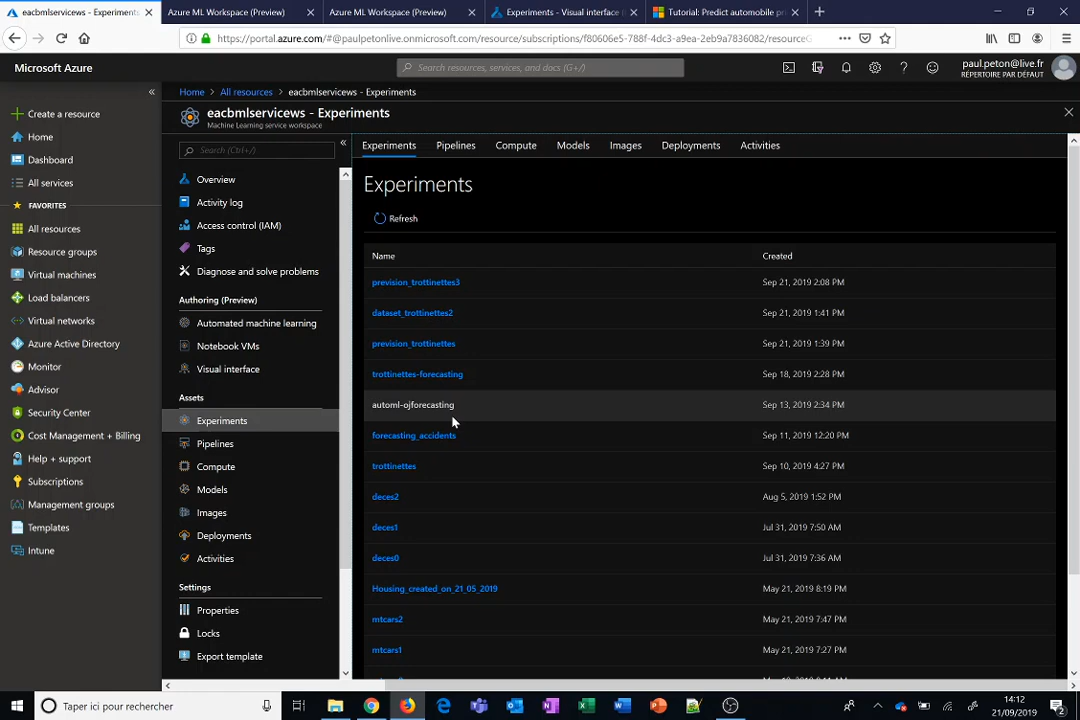 eacbmlservicews - Experiments
Azure ML Workspace (Preview)
Azure ML Workspace (Preview)
Experiments - Visual interface
Tutorial: Predict automobile pri
https://portal.azure.com/#@paulpetonlive.onmicrosoft.com/resource/subscriptions/f80606e5-788f-4dc3-a9ea-2eb9a7836082/resourceG
Microsoft Azure
Search resources, services, and docs (G+/)
paul.peton@live.fr
RÉPERTOIRE PAR DÉFAUT
Create a resource
Home
Dashboard
All services
FAVORITES
All resources
Resource groups
Virtual machines
Load balancers
Virtual networks
Azure Active Directory
Monitor
Advisor
Security Center
Cost Management + Billing
Help + support
Subscriptions
Management groups
Templates
Intune
Home > All resources > eacbmlservicews - Experiments
eacbmlservicews - Experiments
Machine Learning service workspace
Search (Ctrl+/)
Overview
Activity log
Access control (IAM)
Tags
Diagnose and solve problems
Authoring (Preview)
Automated machine learning
Notebook VMs
Visual interface
Assets
Experiments
Pipelines
Compute
Models
Images
Deployments
Activities
Settings
Properties
Locks
Export template
Experiments Pipelines Compute Models Images Deployments Activities
Experiments
Refresh
Name Created
prevision_trottinettes3 Sep 21, 2019 2:08 PM
dataset_trottinettes2 Sep 21, 2019 1:41 PM
prevision_trottinettes Sep 21, 2019 1:39 PM
trottinettes-forecasting Sep 18, 2019 2:28 PM
automl-ojforecasting Sep 13, 2019 2:34 PM
forecasting_accidents Sep 11, 2019 12:20 PM
trottinettes Sep 10, 2019 4:27 PM
deces2 Aug 5, 2019 1:52 PM
deces1 Jul 31, 2019 7:50 AM
deces0 Jul 31, 2019 7:36 AM
Housing_created_on_21_05_2019 May 21, 2019 8:19 PM
mtcars2 May 21, 2019 7:47 PM
mtcars1 May 21, 2019 7:27 PM
Taper ici pour rechercher
14:12
21/09/2019